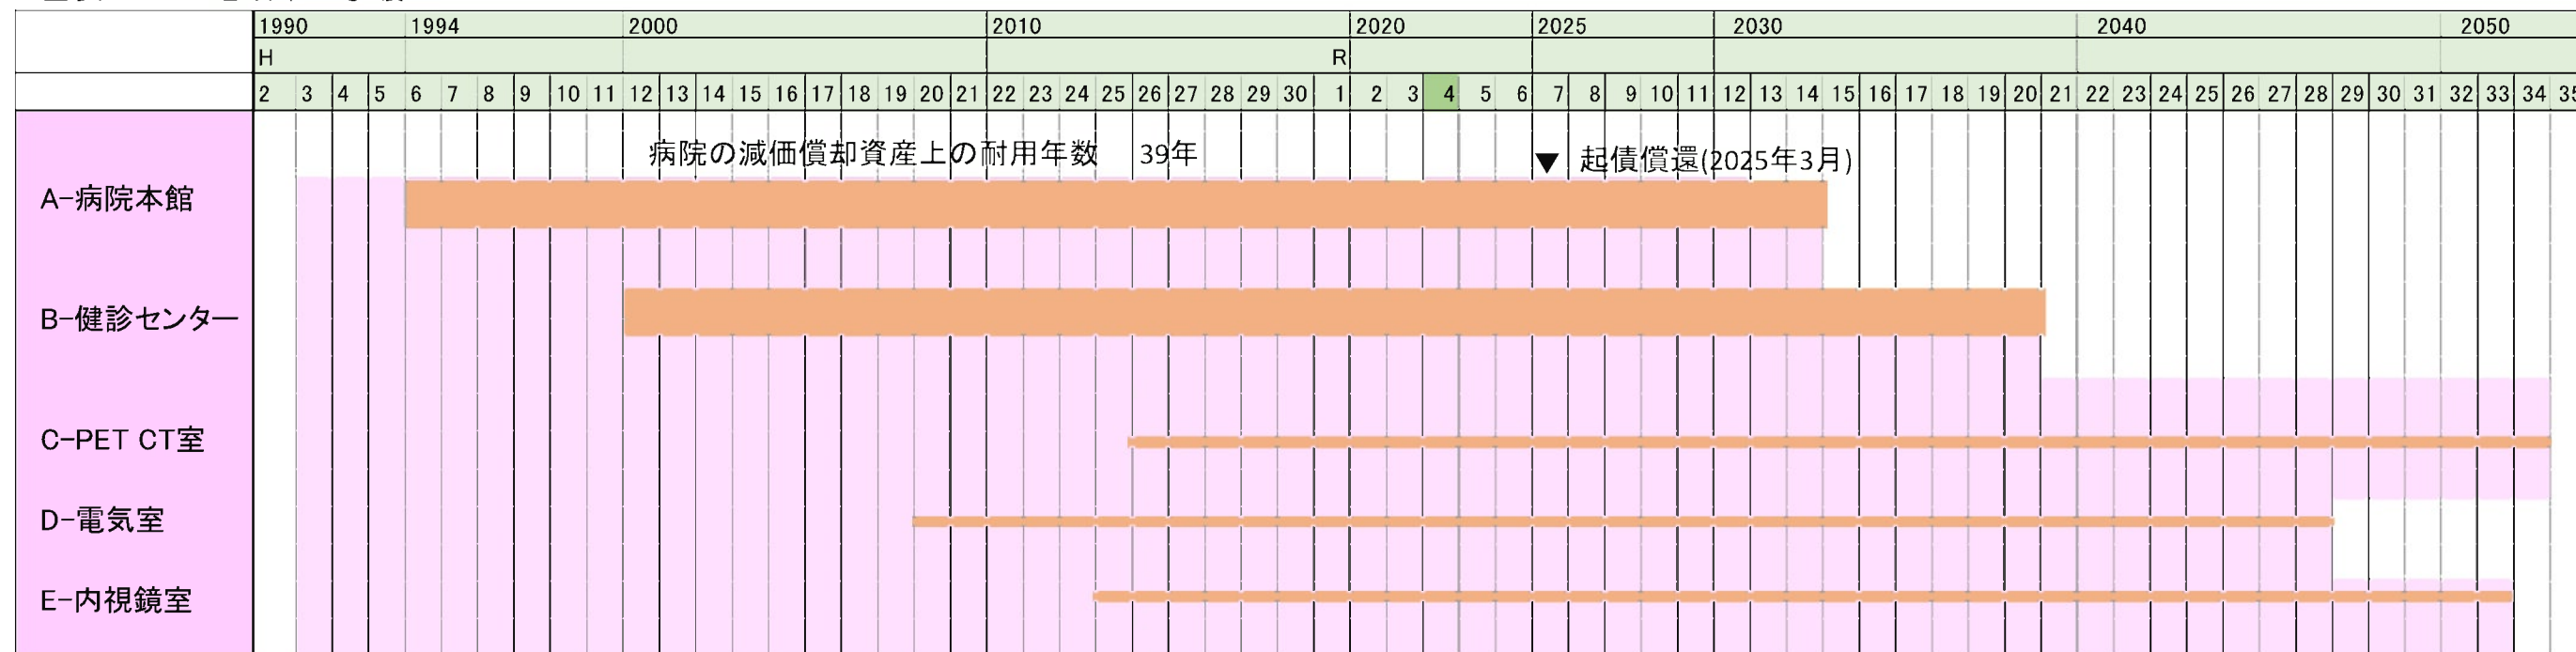 1990 1994 2000 2010 2020 2025 2030 2040 2050
H R
2 3 4 5 6 7 8 9 10 11 12 13 14 15 16 17 18 19 20 21 22 23 24 25 26 27 28 29 30 1 2 3 4 5 6 7 8 9 10 11 12 13 14 15 16 17 18 19 20 21 22 23 24 25 26 27 28 29 30 31 32 33 34 35
病院の減価償却資産上の耐用年数 39年
▼ 起債償還(2025年3月)
A-病院本館
B-健診センター
C-PET CT室
D-電気室
E-内視鏡室